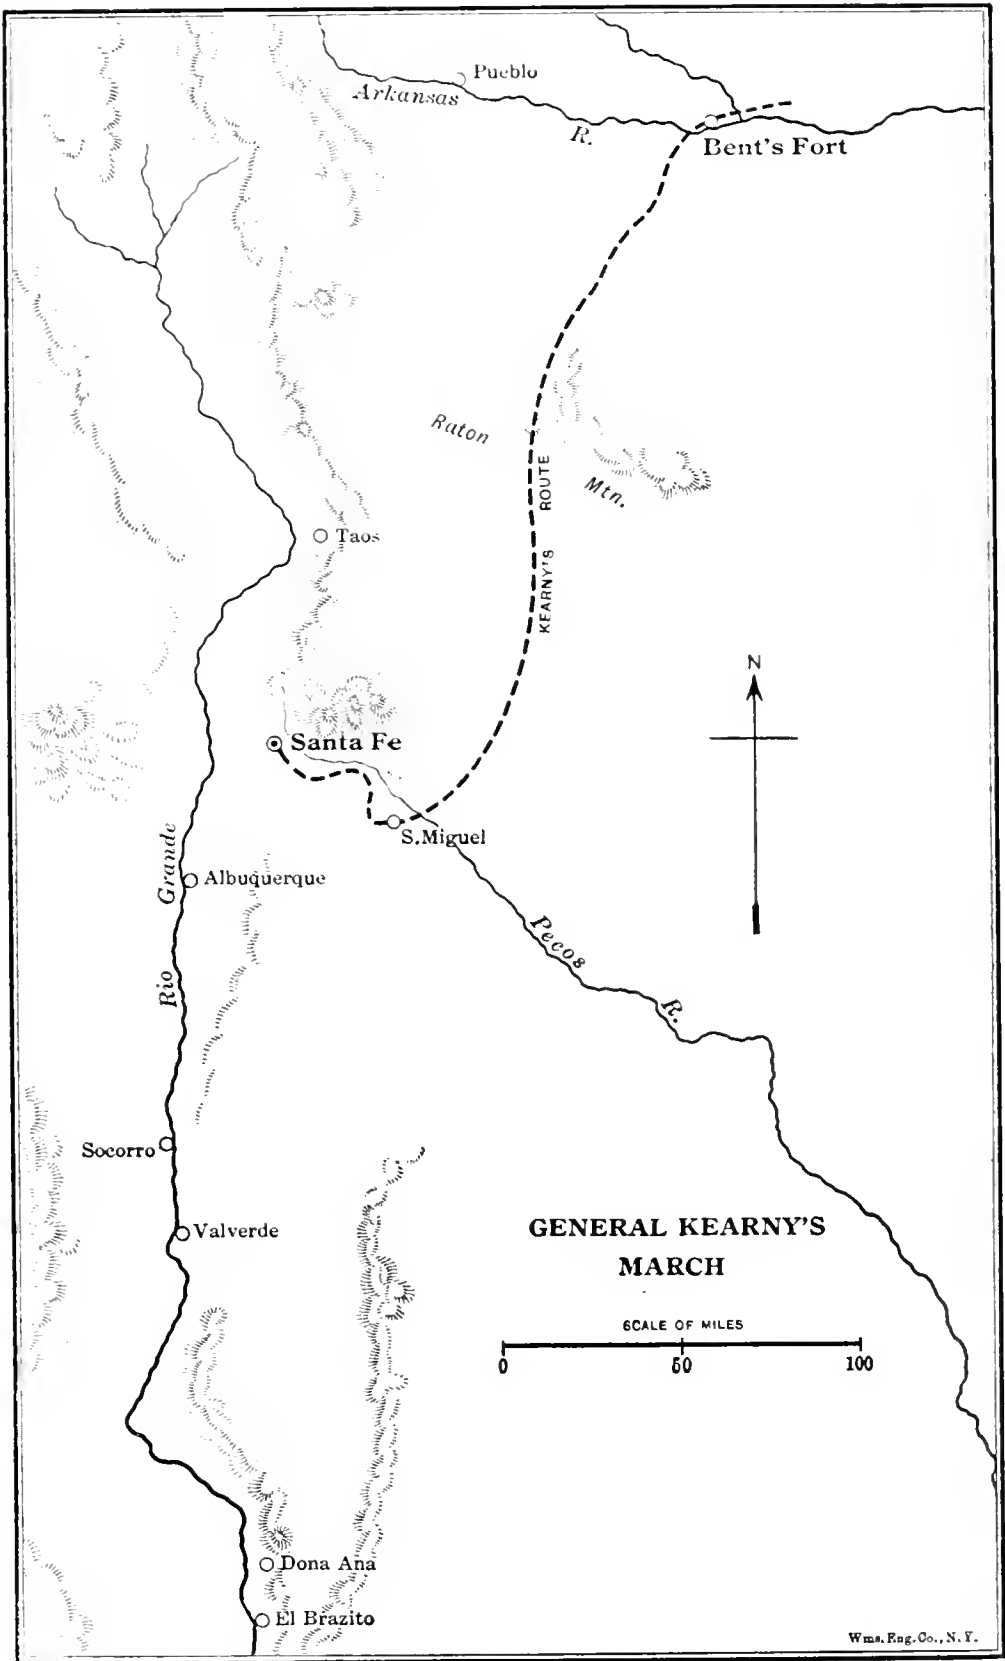 Pueblo
Arkansas
R.
Bent's Fort
Raton
Mtn.
KEARNY'S ROUTE
Taos
N
Santa Fe
S.Miguel
Rio Grande
Albuquerque
Pecos
R.
Socorro
Valverde
GENERAL KEARNY'S
MARCH
SCALE OF MILES
0 50 100
Dona Ana
El Brazito
Wms. Eng. Co., N. Y.